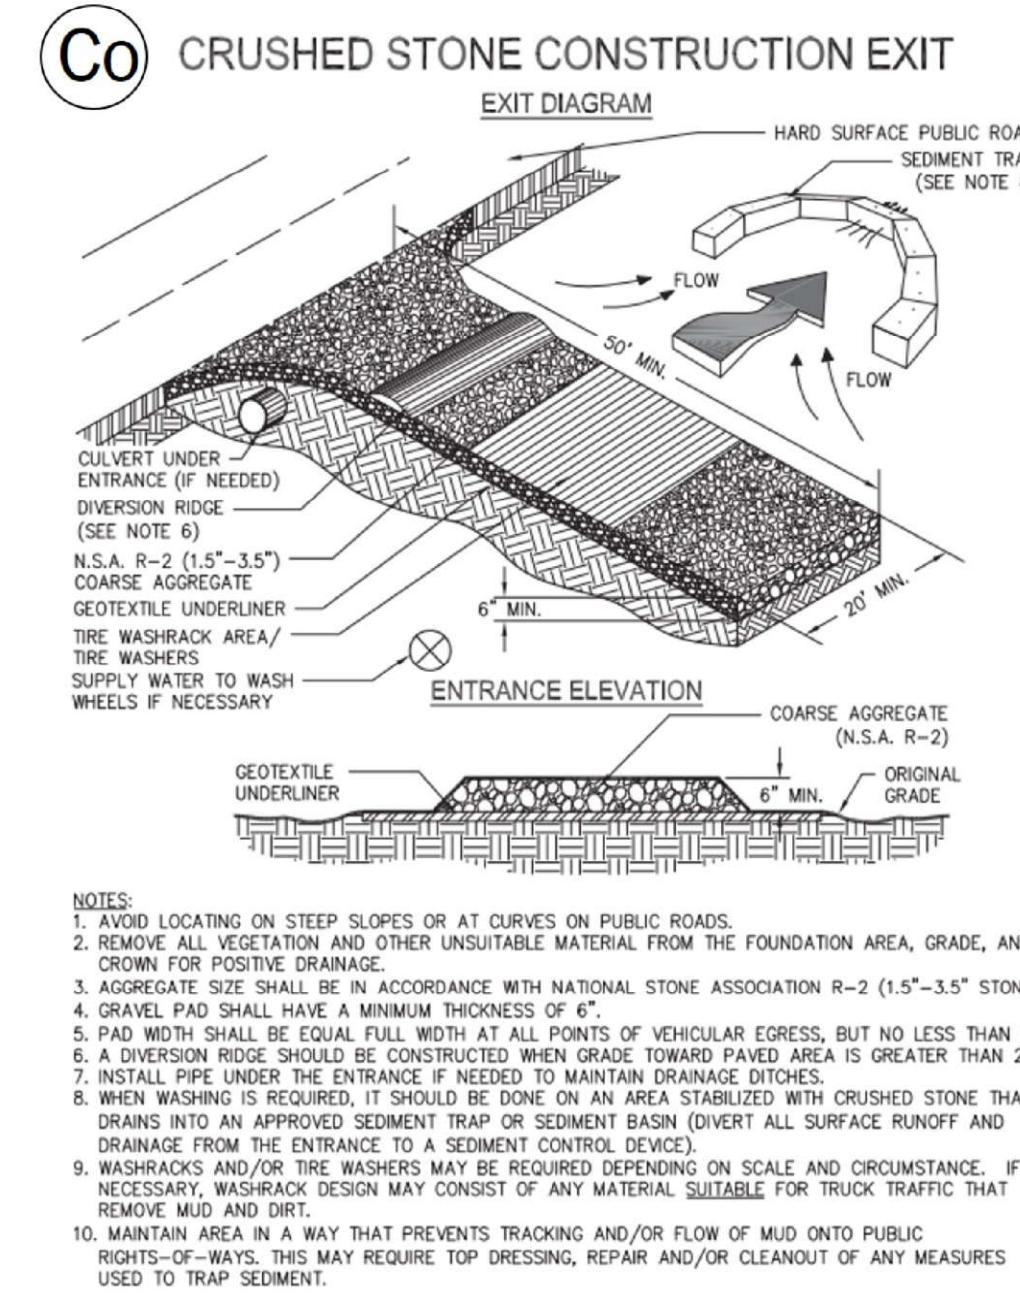 Co CRUSHED STONE CONSTRUCTION EXIT
EXIT DIAGRAM
HARD SURFACE PUBLIC
SEDIMENT
(SEE NOTE
FLOW
50' MIN.
FLOW
CULVERT UNDER
ENTRANCE (IF NEEDED)
DIVERSION RIDGE
(SEE NOTE 6)
N.S.A. R-2 (1.5"-3.5")
COARSE AGGREGATE
GEOTEXTILE UNDERLINER
TIRE WASHRACK AREA/
TIRE WASHERS
SUPPLY WATER TO WASH
WHEELS IF NECESSARY
6" MIN.
20' MIN.
ENTRANCE ELEVATION
COARSE AGGREGATE
(N.S.A. R-2)
GEOTEXTILE
UNDERLINER
6" MIN.
ORIGINAL
GRADE
NOTES:
1. AVOID LOCATING ON STEEP SLOPES OR AT CURVES ON PUBLIC ROADS.
2. REMOVE ALL VEGETATION AND OTHER UNSUITABLE MATERIAL FROM THE FOUNDATION AREA, GRADE,
CROWN FOR POSITIVE DRAINAGE.
3. AGGREGATE SIZE SHALL BE IN ACCORDANCE WITH NATIONAL STONE ASSOCIATION R-2 (1.5"-3.5"
4. GRAVEL PAD SHALL HAVE A MINIMUM THICKNESS OF 6".
5. PAD WIDTH SHALL BE EQUAL FULL WIDTH AT ALL POINTS OF VEHICULAR EGRESS, BUT NO LESS THAN
6. A DIVERSION RIDGE SHOULD BE CONSTRUCTED WHEN GRADE TOWARD PAVED AREA IS GREATER THAN
7. INSTALL PIPE UNDER THE ENTRANCE IF NEEDED TO MAINTAIN DRAINAGE DITCHES.
8. WHEN WASHING IS REQUIRED, IT SHOULD BE DONE ON AN AREA STABILIZED WITH CRUSHED STONE
DRAINS INTO AN APPROVED SEDIMENT TRAP OR SEDIMENT BASIN (DIVERT ALL SURFACE RUNOFF AND
DRAINAGE FROM THE ENTRANCE TO A SEDIMENT CONTROL DEVICE).
9. WASHRACKS AND/OR TIRE WASHERS MAY BE REQUIRED DEPENDING ON SCALE AND CIRCUMSTANCE. IF
NECESSARY, WASHRACK DESIGN MAY CONSIST OF ANY MATERIAL SUITABLE FOR TRUCK TRAFFIC THAT
REMOVE MUD AND DIRT.
10. MAINTAIN AREA IN A WAY THAT PREVENTS TRACKING AND/OR FLOW OF MUD ONTO PUBLIC
RIGHTS-OF-WAYS. THIS MAY REQUIRE TOP DRESSING, REPAIR AND/OR CLEANOUT OF ANY MEASURES
USED TO TRAP SEDIMENT.